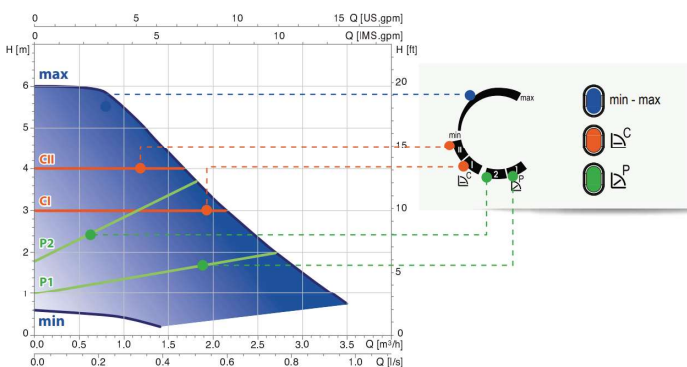 0 5 10 15 Q [US.gpm]
0 5 10 Q [IMS.gpm]
H [m] H [ft]
max
6 20
5
15
4 CII
CI
3 10
P2
2
5
P1
1
min
0 0
0.0 0.5 1.0 1.5 2.0 2.5 3.0 3.5 Q [m³/h]
0.0 0.2 0.4 0.6 0.8 1.0 Q [l/s]
max
min
II
I
2
1
C
P
min - max
C
P